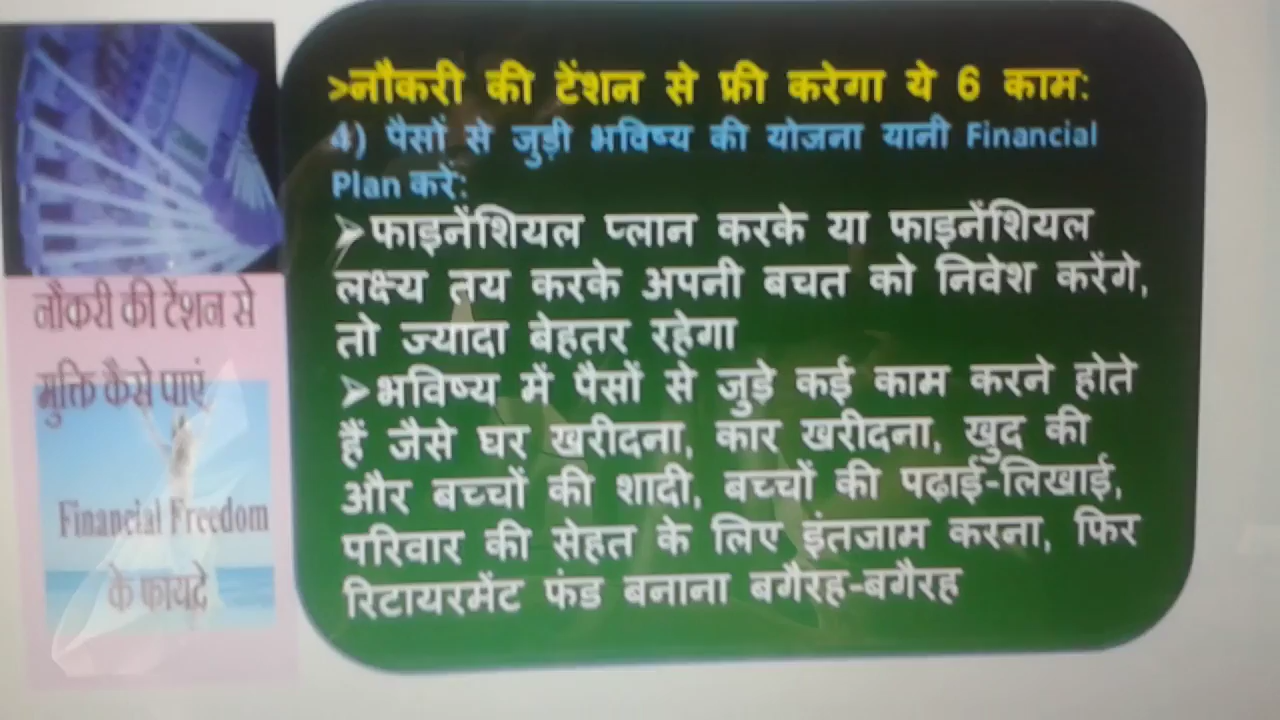 >नौकरी की टेंशन से फ्री करेगा ये 6 काम:
4) पैसों से जुड़ी भविष्य की योजना यानी Financial
Plan करें:
➢फाइनेंशियल प्लान करके या फाइनेंशियल
लक्ष्य तय करके अपनी बचत को निवेश करेंगे,
तो ज्यादा बेहतर रहेगा
➢भविष्य में पैसों से जुड़े कई काम करने होते
हैं जैसे घर खरीदना, कार खरीदना, खुद की
और बच्चों की शादी, बच्चों की पढ़ाई-लिखाई,
परिवार की सेहत के लिए इंतजाम करना, फिर
रिटायरमेंट फंड बनाना बगैरह-बगैरह
नौकरी की टेंशन से
मुक्ति कैसे पाएं
Financial Freedom
के फायदे